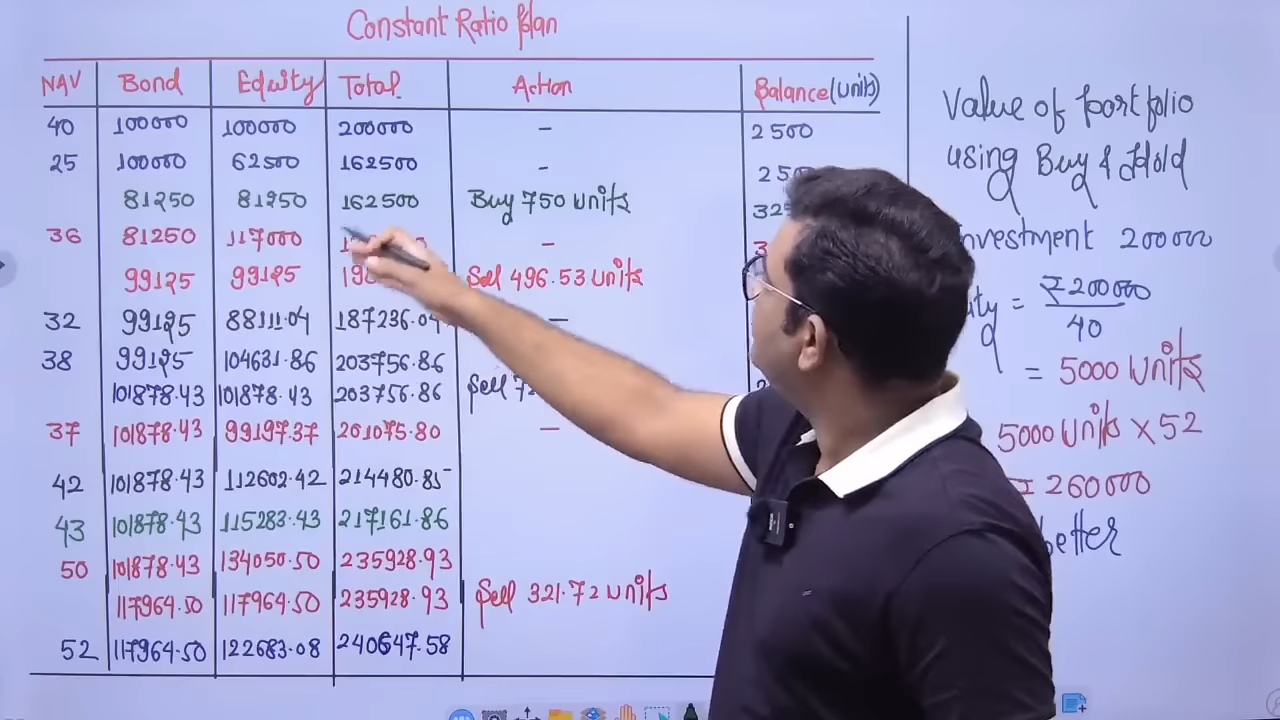 Constant Ratio Plan
NAV Bond Equity Total Action Balance (units)
40 100000 100000 200000 - 2500
25 100000 62500 162500 -
81250 81250 162500 Buy 750 units
36 81250 117000 -
99125 99125 Sell 496.53 units
32 99125 88111.04 187236.04 -
38 99125 104631.86 203756.86
101878.43 101878.43 203756.86 Sell
37 101878.43 99197.37 201075.80 -
42 101878.43 112602.42 214480.85
43 101878.43 115283.43 217161.86
50 101878.43 134050.50 235928.93
117964.50 117964.50 235928.93 Sell 321.72 units
52 117964.50 122683.08 240647.58
Value of portfolio
using Buy & Hold
nvestment 200000
= ₹200000
40
= 5000 units
5000 units × 52
= 260000
better